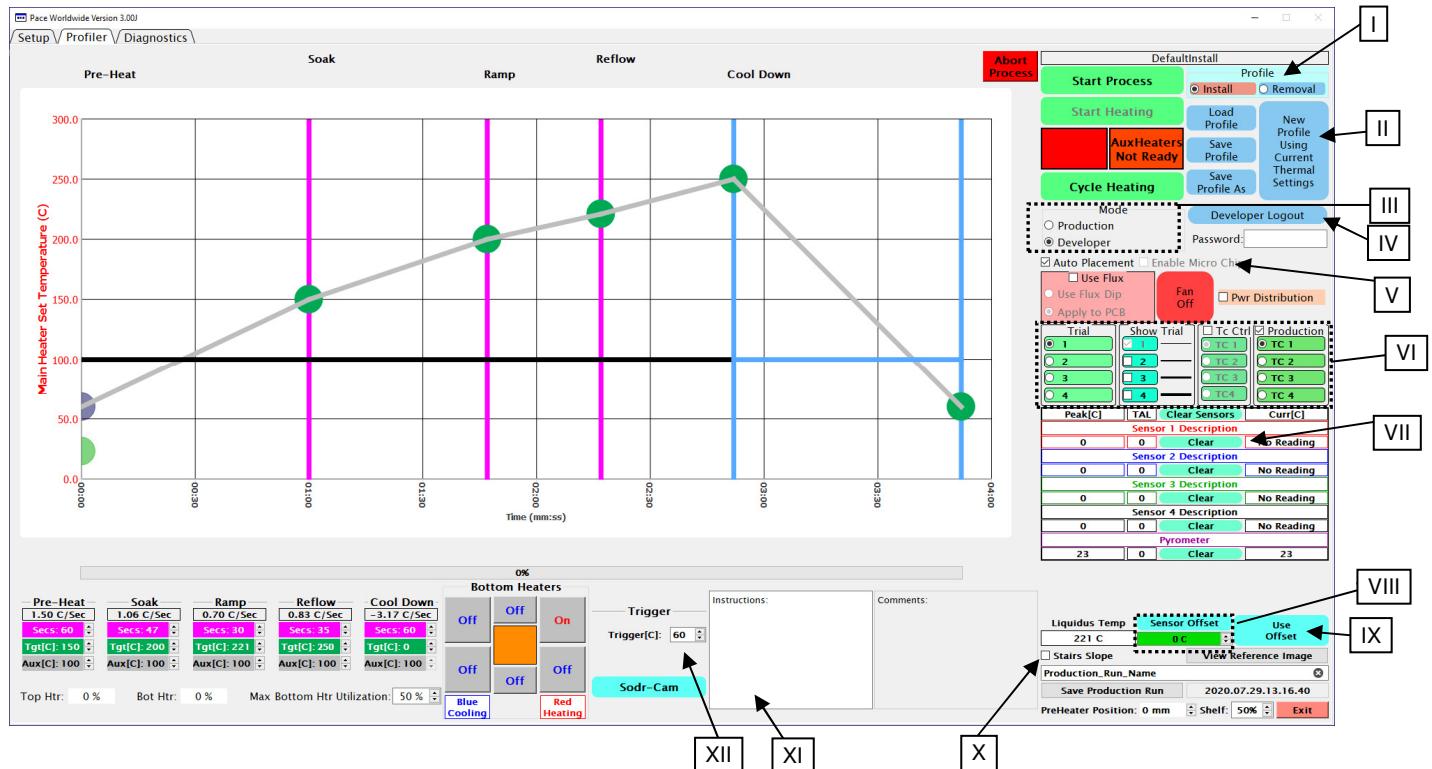 Pace Worldwide Version 3.00J
Setup Profiler Diagnostics
Pre-Heat
Soak
Ramp
Reflow
Cool Down
Abort Process
Main Heater Set Temperature (C)
300.0
250.0
200.0
150.0
100.0
50.0
0.0
00:00
00:30
01:00
01:30
02:00
02:30
03:00
03:30
04:00
Time (mm:ss)
0%
DefaultInstall
Start Process
Profile
Install Removal
Start Heating
Load Profile
New Profile Using Current Thermal Settings
AuxHeaters Not Ready
Save Profile
Cycle Heating
Save Profile As
Mode
Production
Developer
Developer Logout
Password:
Auto Placement Enable Micro Chip
Use Flux
Use Flux Dip
Apply to PCB
Fan Off
Pwr Distribution
Trial Show Trial Tc Ctrl Production
1 1 TC 1 TC 1
2 2 TC 2 TC 2
3 3 TC 3 TC 3
4 4 TC4 TC 4
Peak[C] TAL Clear Sensors Curr[C]
Sensor 1 Description
0 0 Clear No Reading
Sensor 2 Description
0 0 Clear No Reading
Sensor 3 Description
0 0 Clear No Reading
Sensor 4 Description
0 0 Clear No Reading
Pyrometer
23 0 Clear 23
Pre-Heat Soak Ramp Reflow Cool Down
1.50 C/Sec 1.06 C/Sec 0.70 C/Sec 0.83 C/Sec -3.17 C/Sec
Secs: 60 Secs: 47 Secs: 30 Secs: 35 Secs: 60
Tgt[C]: 150 Tgt[C]: 200 Tgt[C]: 221 Tgt[C]: 250 Tgt[C]: 0
Aux[C]: 100 Aux[C]: 100 Aux[C]: 100 Aux[C]: 100 Aux[C]: 100
Top Htr: 0 % Bot Htr: 0 % Max Bottom Htr Utilization: 50 %
Bottom Heaters
Off Off On
Off Off Off
Blue Cooling
Red Heating
Trigger
Trigger[C]: 60
Sodr-Cam
Instructions:
Comments:
Liquidus Temp
221 C
Sensor Offset
0 C
Use Offset
Stairs Slope View Reference Image
Production_Run_Name
Save Production Run 2020.07.29.13.16.40
PreHeater Position: 0 mm Shelf: 50% Exit
I
II
III
IV
V
VI
VII
VIII
IX
X
XI
XII